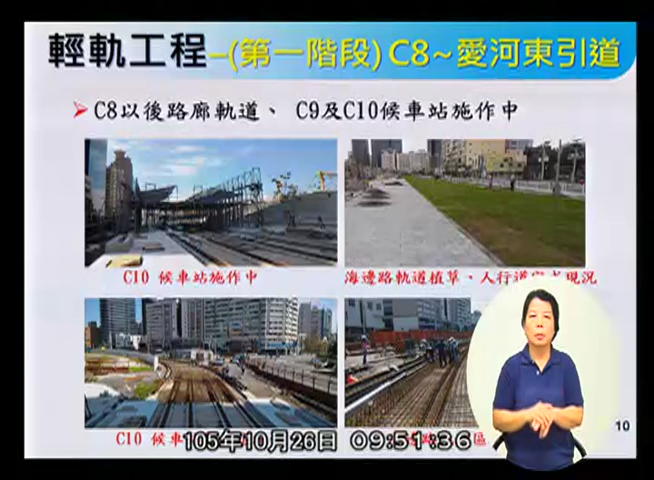 輕軌工程–(第一階段) C8~愛河東引道
C8以後路廊軌道、 C9及C10候車站施作中
C10 候車站施作中
海邊路軌道植草、人行道
現況
C10 候車
區
105年10月26日 09:51:36
10